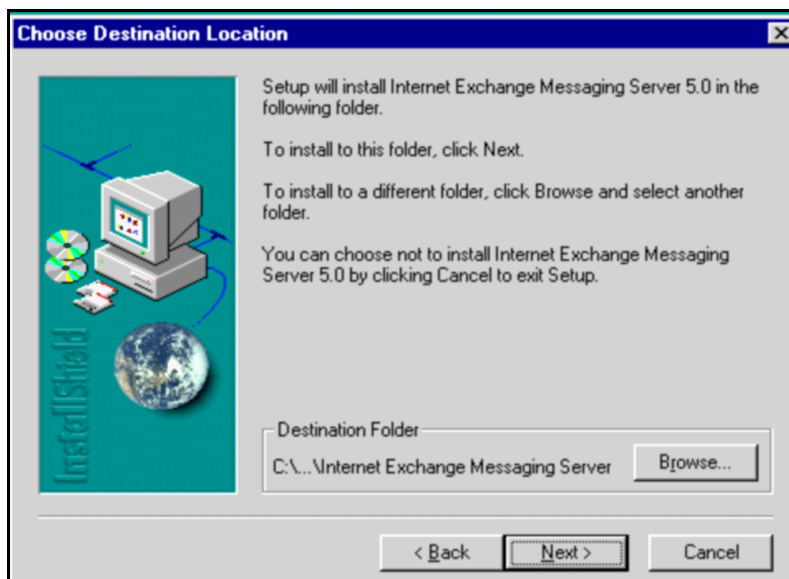 Choose Destination Location
Setup will install Internet Exchange Messaging Server 5.0 in the
following folder.
To install to this folder, click Next.
To install to a different folder, click Browse and select another
folder.
You can choose not to install Internet Exchange Messaging
Server 5.0 by clicking Cancel to exit Setup.
InstallShield
Destination Folder
C:\...\Internet Exchange Messaging Server
Browse...
< Back
Next >
Cancel